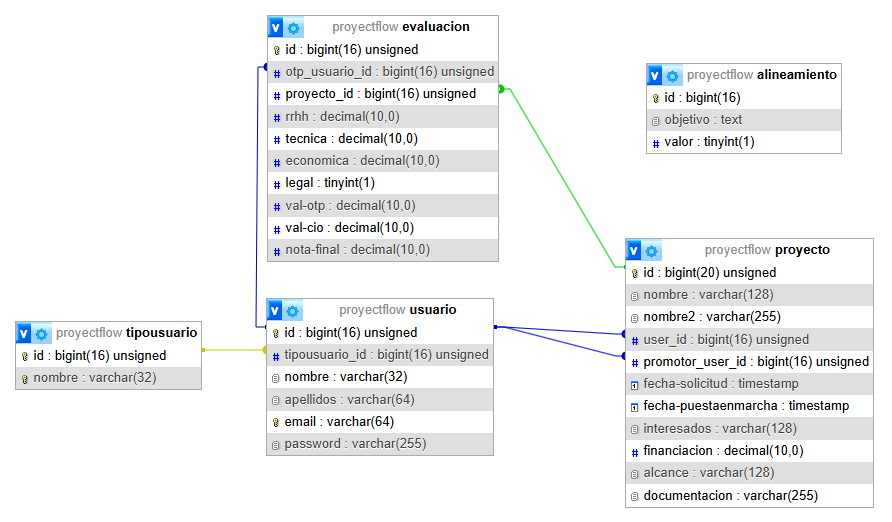 proyectflow evaluacion
id : bigint(16) unsigned
otp_usuario_id : bigint(16) unsigned
proyecto_id : bigint(16) unsigned
rrhh : decimal(10,0)
tecnica : decimal(10,0)
economica : decimal(10,0)
legal : tinyint(1)
val-otp : decimal(10,0)
val-cio : decimal(10,0)
nota-final : decimal(10,0)
proyectflow alineamiento
id : bigint(16)
objetivo : text
valor : tinyint(1)
proyectflow proyecto
id : bigint(20) unsigned
nombre : varchar(128)
nombre2 : varchar(255)
user_id : bigint(16) unsigned
promotor_user_id : bigint(16) unsigned
fecha-solicitud : timestamp
fecha-puestaenmarcha : timestamp
interesados : varchar(128)
financiacion : decimal(10,0)
alcance : varchar(128)
documentacion : varchar(255)
proyectflow usuario
id : bigint(16) unsigned
tipousuario_id : bigint(16) unsigned
nombre : varchar(32)
apellidos : varchar(64)
email : varchar(64)
password : varchar(255)
proyectflow tipousuario
id : bigint(16) unsigned
nombre : varchar(32)